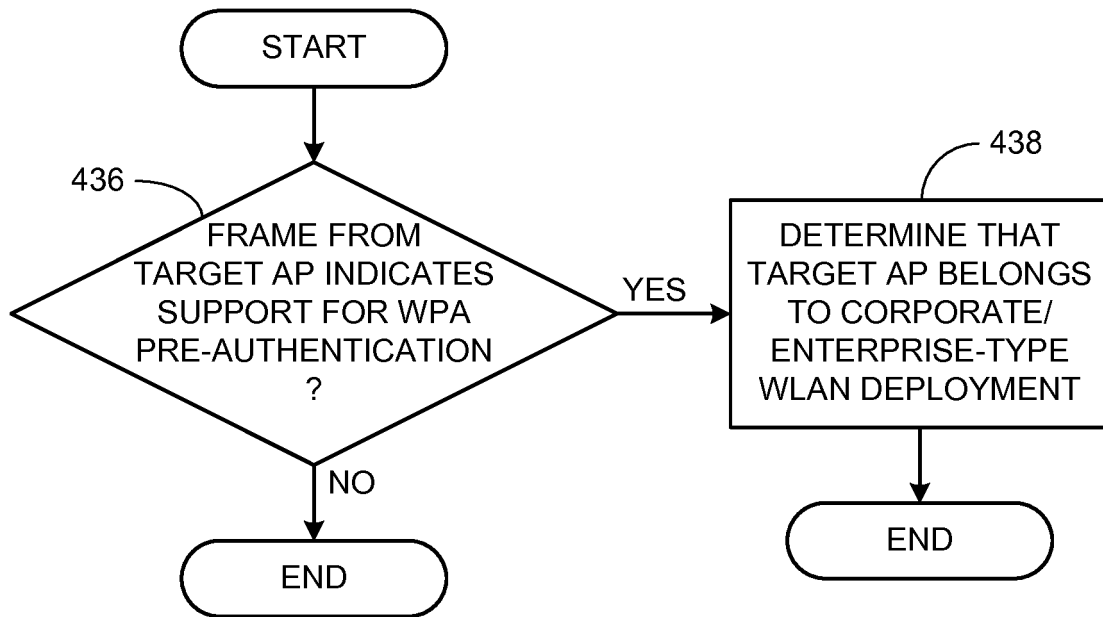 START
436
FRAME FROM
TARGET AP INDICATES
SUPPORT FOR WPA
PRE-AUTHENTICATION
?
YES
NO
END
438
DETERMINE THAT
TARGET AP BELONGS
TO CORPORATE/
ENTERPRISE-TYPE
WLAN DEPLOYMENT
END